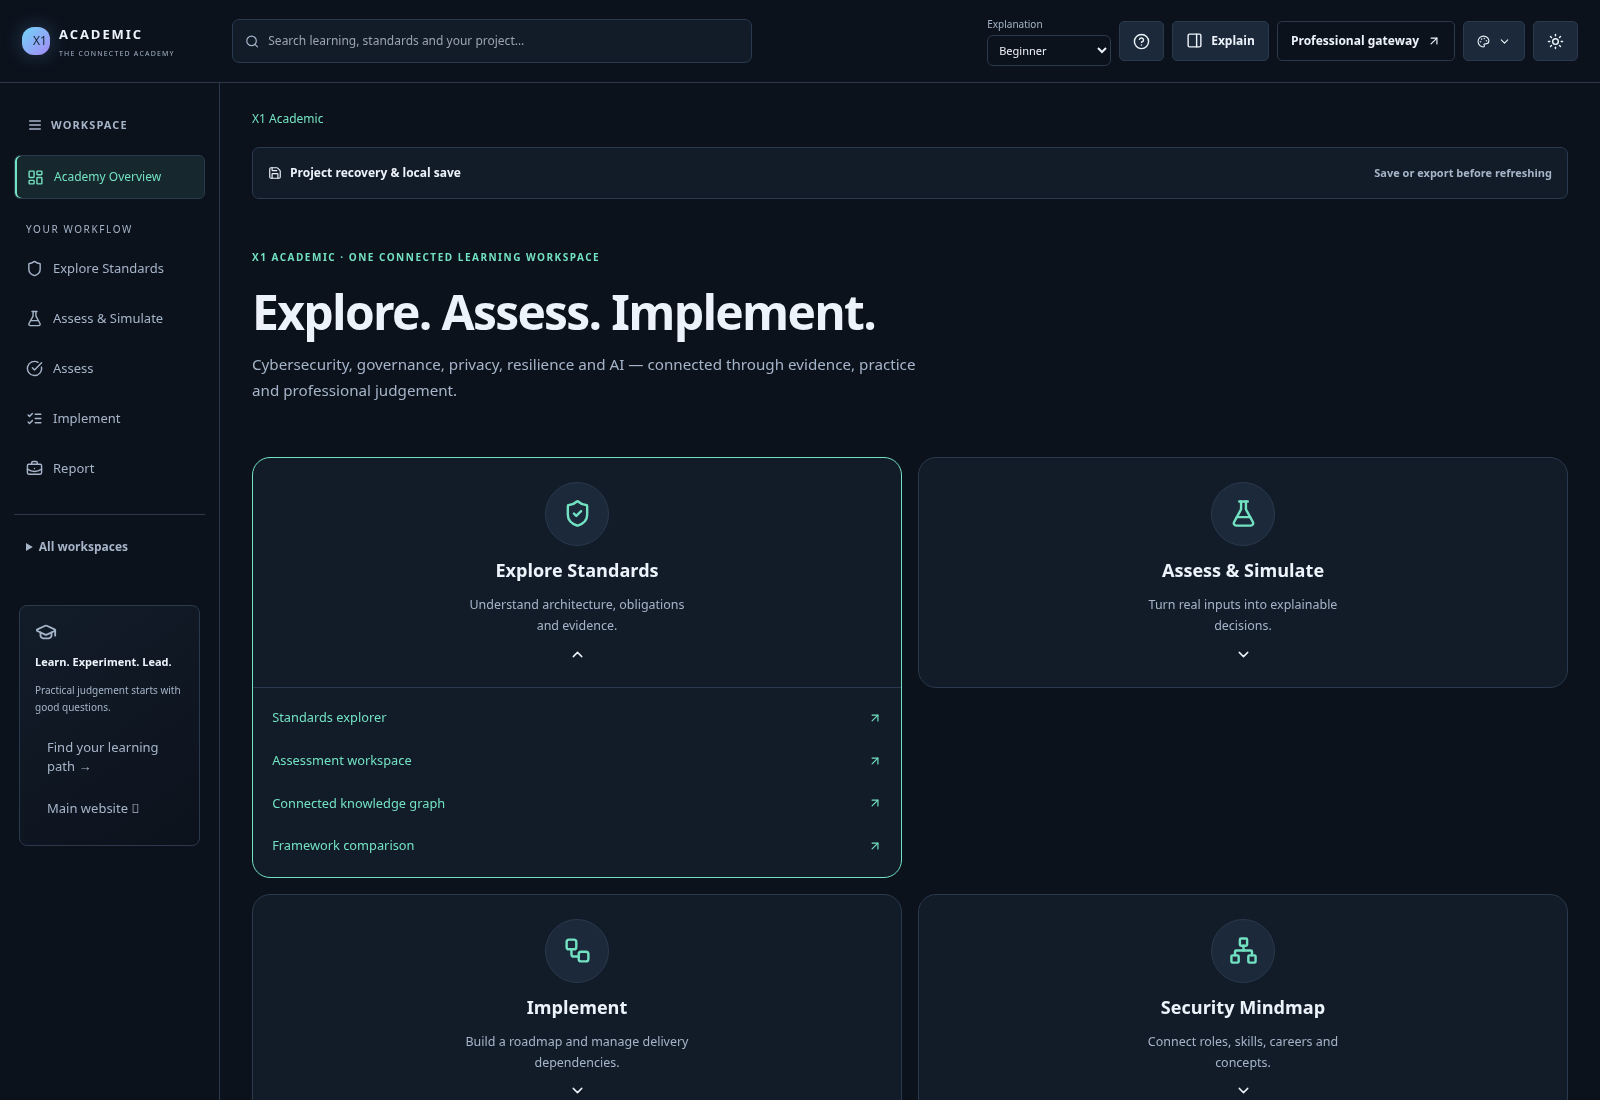 X1
ACADEMIC
THE CONNECTED ACADEMY
Search learning, standards and your project...
Explanation
Beginner
Explain
Professional gateway
WORKSPACE
Academy Overview
YOUR WORKFLOW
Explore Standards
Assess & Simulate
Assess
Implement
Report
All workspaces
Learn. Experiment. Lead.
Practical judgement starts with
good questions.
Find your learning
path →
Main website
X1 Academic
Project recovery & local save
Save or export before refreshing
X1 ACADEMIC · ONE CONNECTED LEARNING WORKSPACE
Explore. Assess. Implement.
Cybersecurity, governance, privacy, resilience and AI — connected through evidence, practice
and professional judgement.
Explore Standards
Understand architecture, obligations
and evidence.
Standards explorer
Assessment workspace
Connected knowledge graph
Framework comparison
Assess & Simulate
Turn real inputs into explainable
decisions.
Implement
Build a roadmap and manage delivery
dependencies.
Security Mindmap
Connect roles, skills, careers and
concepts.